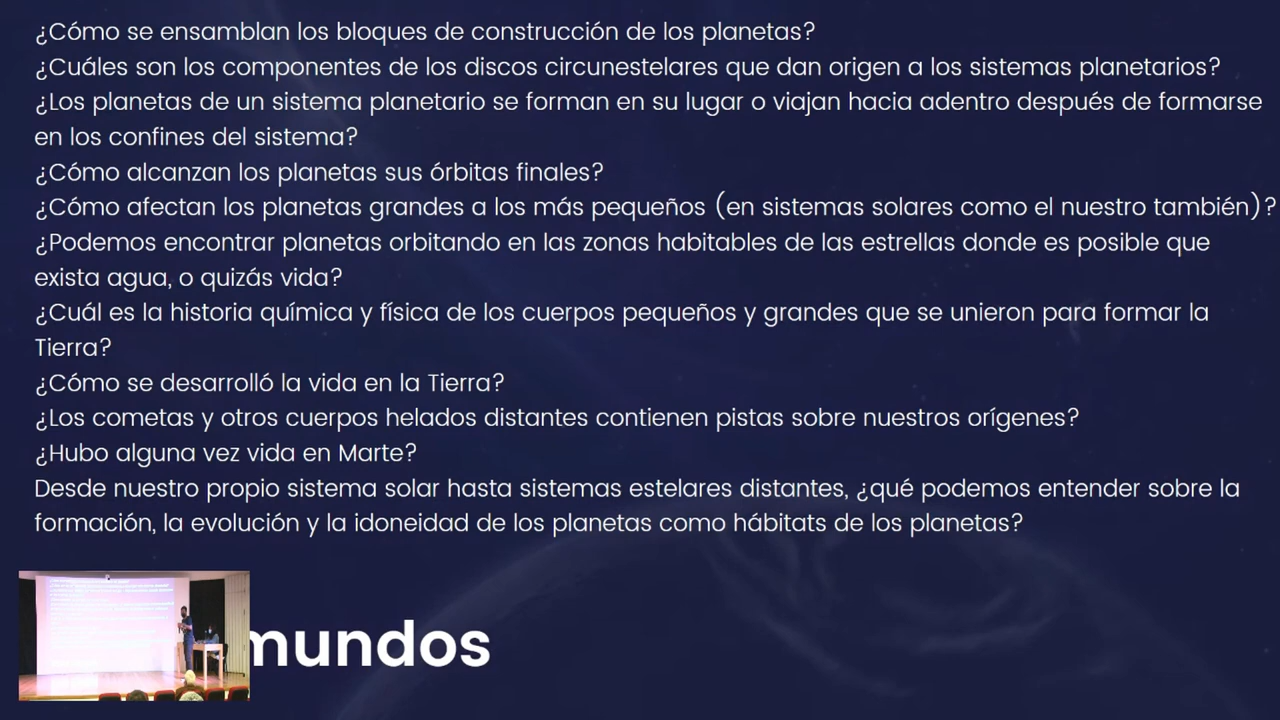 ¿Cómo se ensamblan los bloques de construcción de los planetas?
¿Cuáles son los componentes de los discos circunestelares que dan origen a los sistemas planetarios?
¿Los planetas de un sistema planetario se forman en su lugar o viajan hacia adentro después de formarse
en los confines del sistema?
¿Cómo alcanzan los planetas sus órbitas finales?
¿Cómo afectan los planetas grandes a los más pequeños (en sistemas solares como el nuestro también)?
¿Podemos encontrar planetas orbitando en las zonas habitables de las estrellas donde es posible que
exista agua, o quizás vida?
¿Cuál es la historia química y física de los cuerpos pequeños y grandes que se unieron para formar la
Tierra?
¿Cómo se desarrolló la vida en la Tierra?
¿Los cometas y otros cuerpos helados distantes contienen pistas sobre nuestros orígenes?
¿Hubo alguna vez vida en Marte?
Desde nuestro propio sistema solar hasta sistemas estelares distantes, ¿qué podemos entender sobre la
formación, la evolución y la idoneidad de los planetas como hábitats de los planetas?
mundos